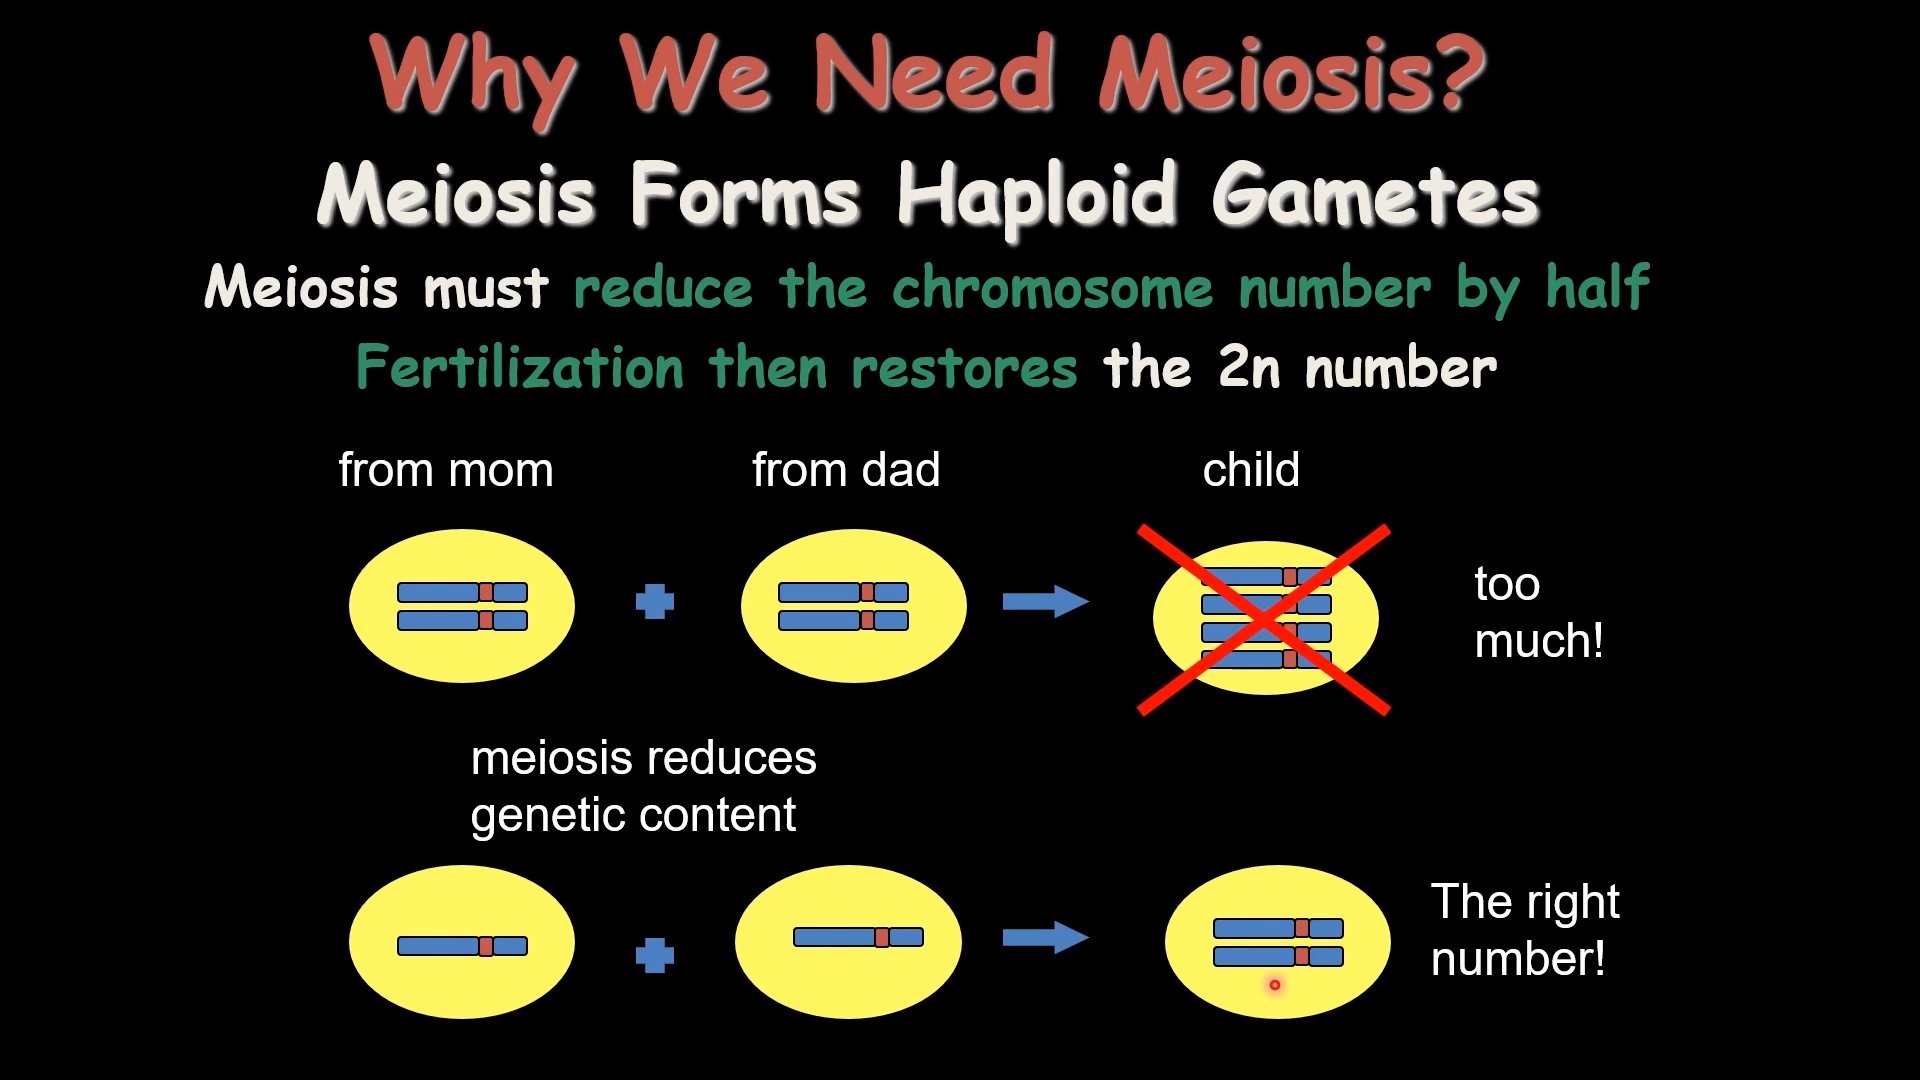 Why We Need Meiosis?
Meiosis Forms Haploid Gametes
Meiosis must reduce the chromosome number by half
Fertilization then restores the 2n number
from mom
from dad
child
too
much!
meiosis reduces
genetic content
The right
number!